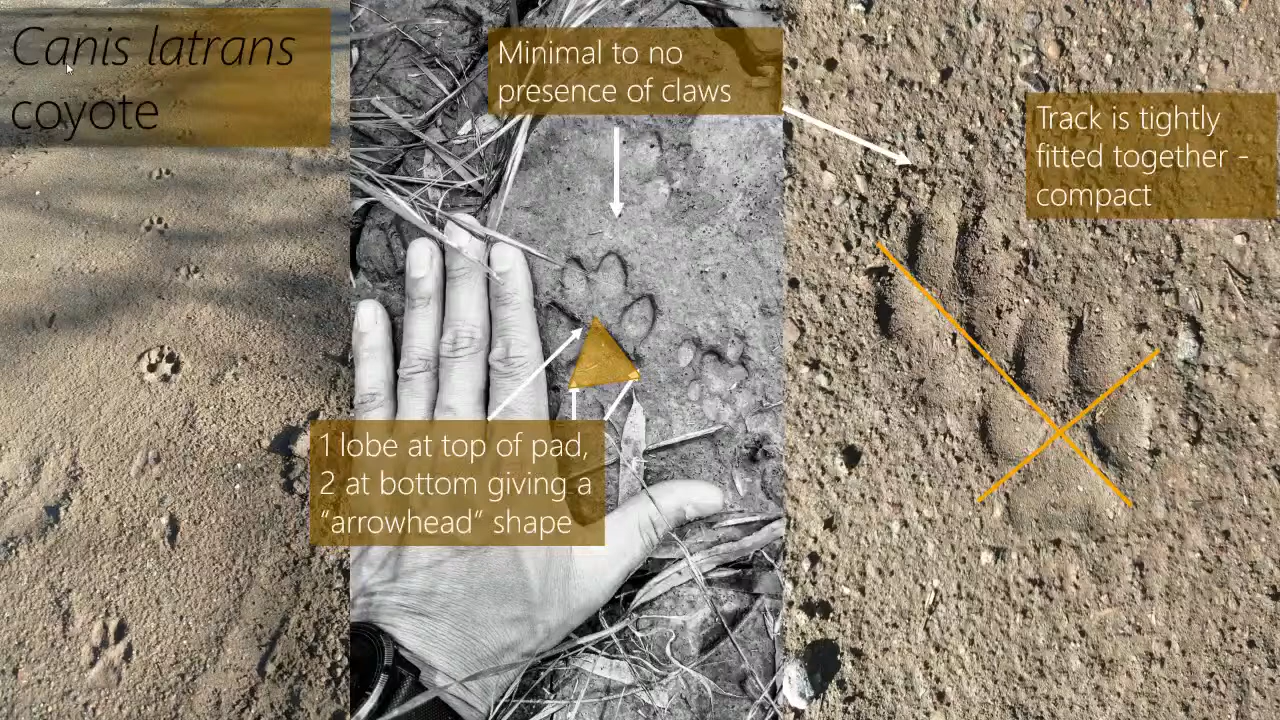 Canis latrans
coyote
Minimal to no
presence of claws
Track is tightly
fitted together -
compact
1 lobe at top of pad,
2 at bottom giving a
“arrowhead” shape